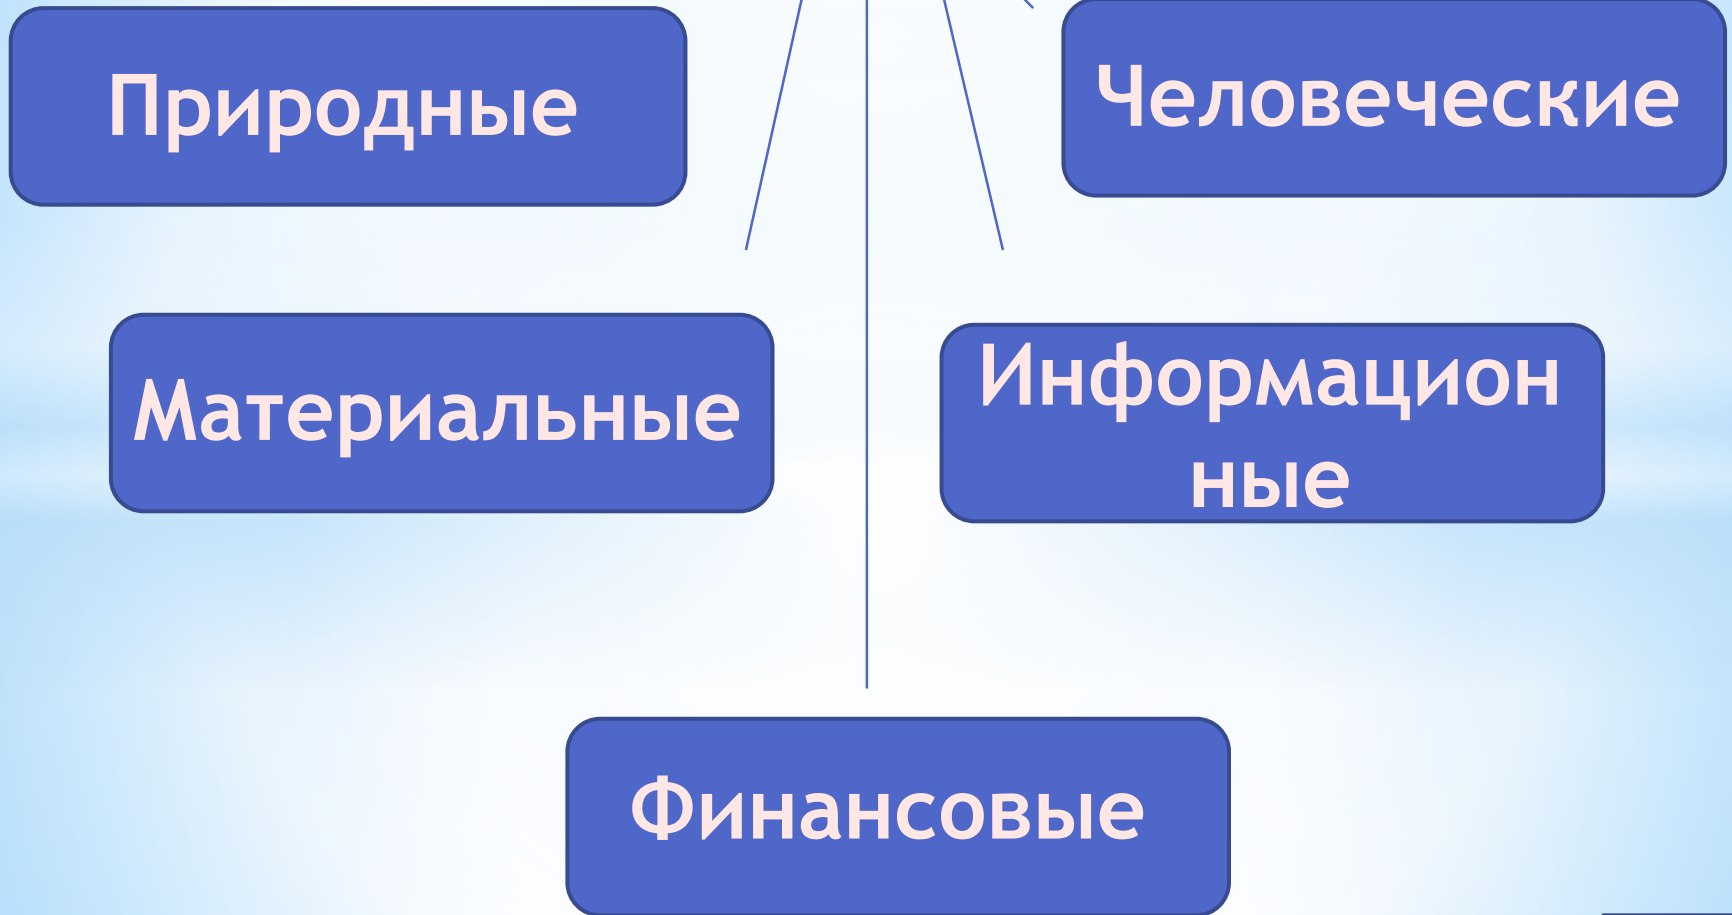 Природные
Человеческие
Материальные
Информацион
ные
Финансовые